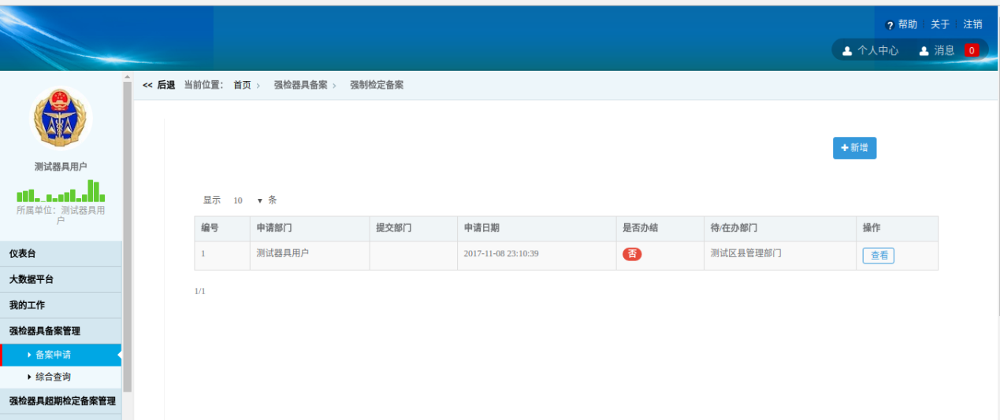 ? 帮助 关于 注销
个人中心 消息 0
<< 后退 当前位置: 首页 > 强检器具备案 > 强制检定备案
测试器具用户
所属单位: 测试器具用
户
仪表台
大数据平台
我的工作
强检器具备案管理
备案申请
综合查询
强检器具超期检定备案管理
+ 新增
显示 10 ▾ 条
编号 申请部门 提交部门 申请日期 是否办结 待/在办部门 操作
1 测试器具用户 2017-11-08 23:10:39 否 测试区县管理部门 查看
1/1